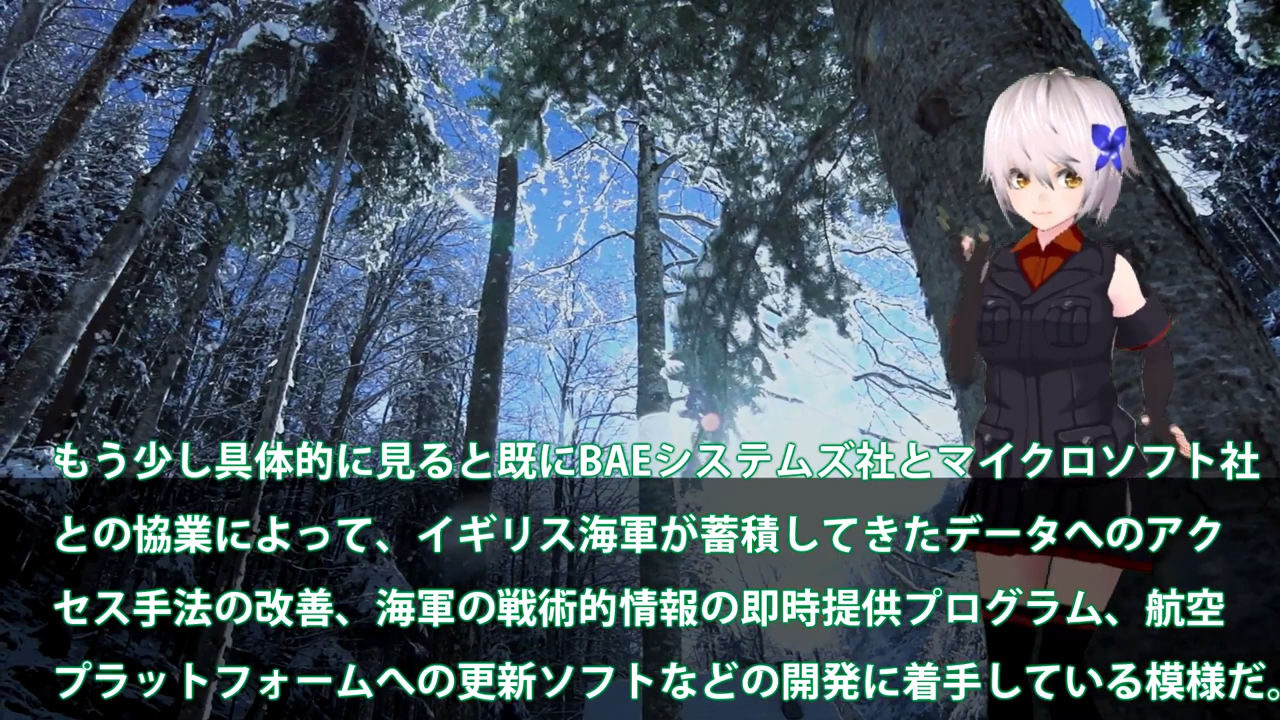 もう少し具体的に見ると既にBAEシステムズ社とマイクロソフト社
との協業によって、イギリス海軍が蓄積してきたデータへのアク
セス手法の改善、海軍の戦術的情報の即時提供プログラム、航空
プラットフォームへの更新ソフトなどの開発に着手している模様だ。